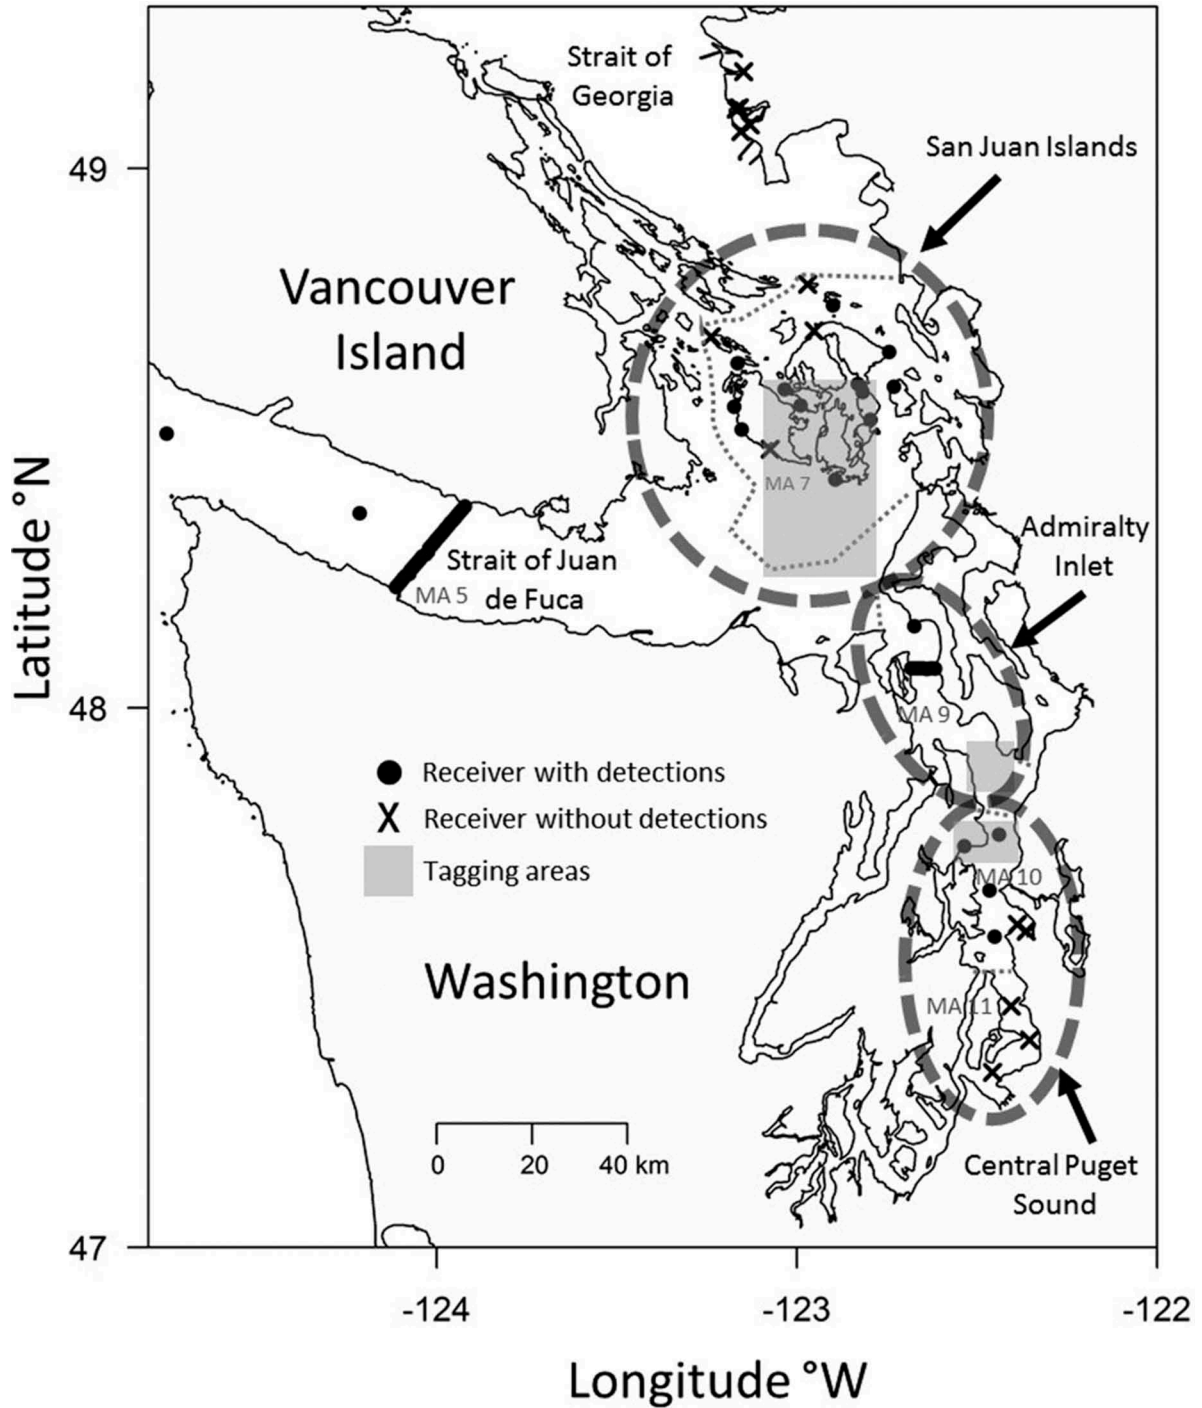 Strait of
Georgia
San Juan Islands
49
Vancouver
Island
MA 7
Admiralty
Inlet
Strait of Juan
de Fuca
MA 5
Latitude °N
48
MA 9
Receiver with detections
Receiver without detections
Tagging areas
MA 10
Washington
MA 11
0 20 40 km
Central Puget
Sound
47
-124 -123 -122
Longitude °W